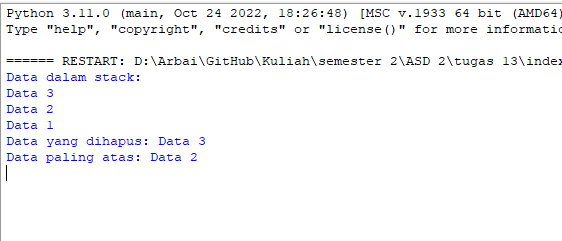 Python 3.11.0 (main, Oct 24 2022, 18:26:48) [MSC v.1933 64 bit (AMD64)
Type "help", "copyright", "credits" or "license()" for more informatio
====== RESTART: D:\Arbai\GitHub\Kuliah\semester 2\ASD 2\tugas 13\index
Data dalam stack:
Data 3
Data 2
Data 1
Data yang dihapus: Data 3
Data paling atas: Data 2